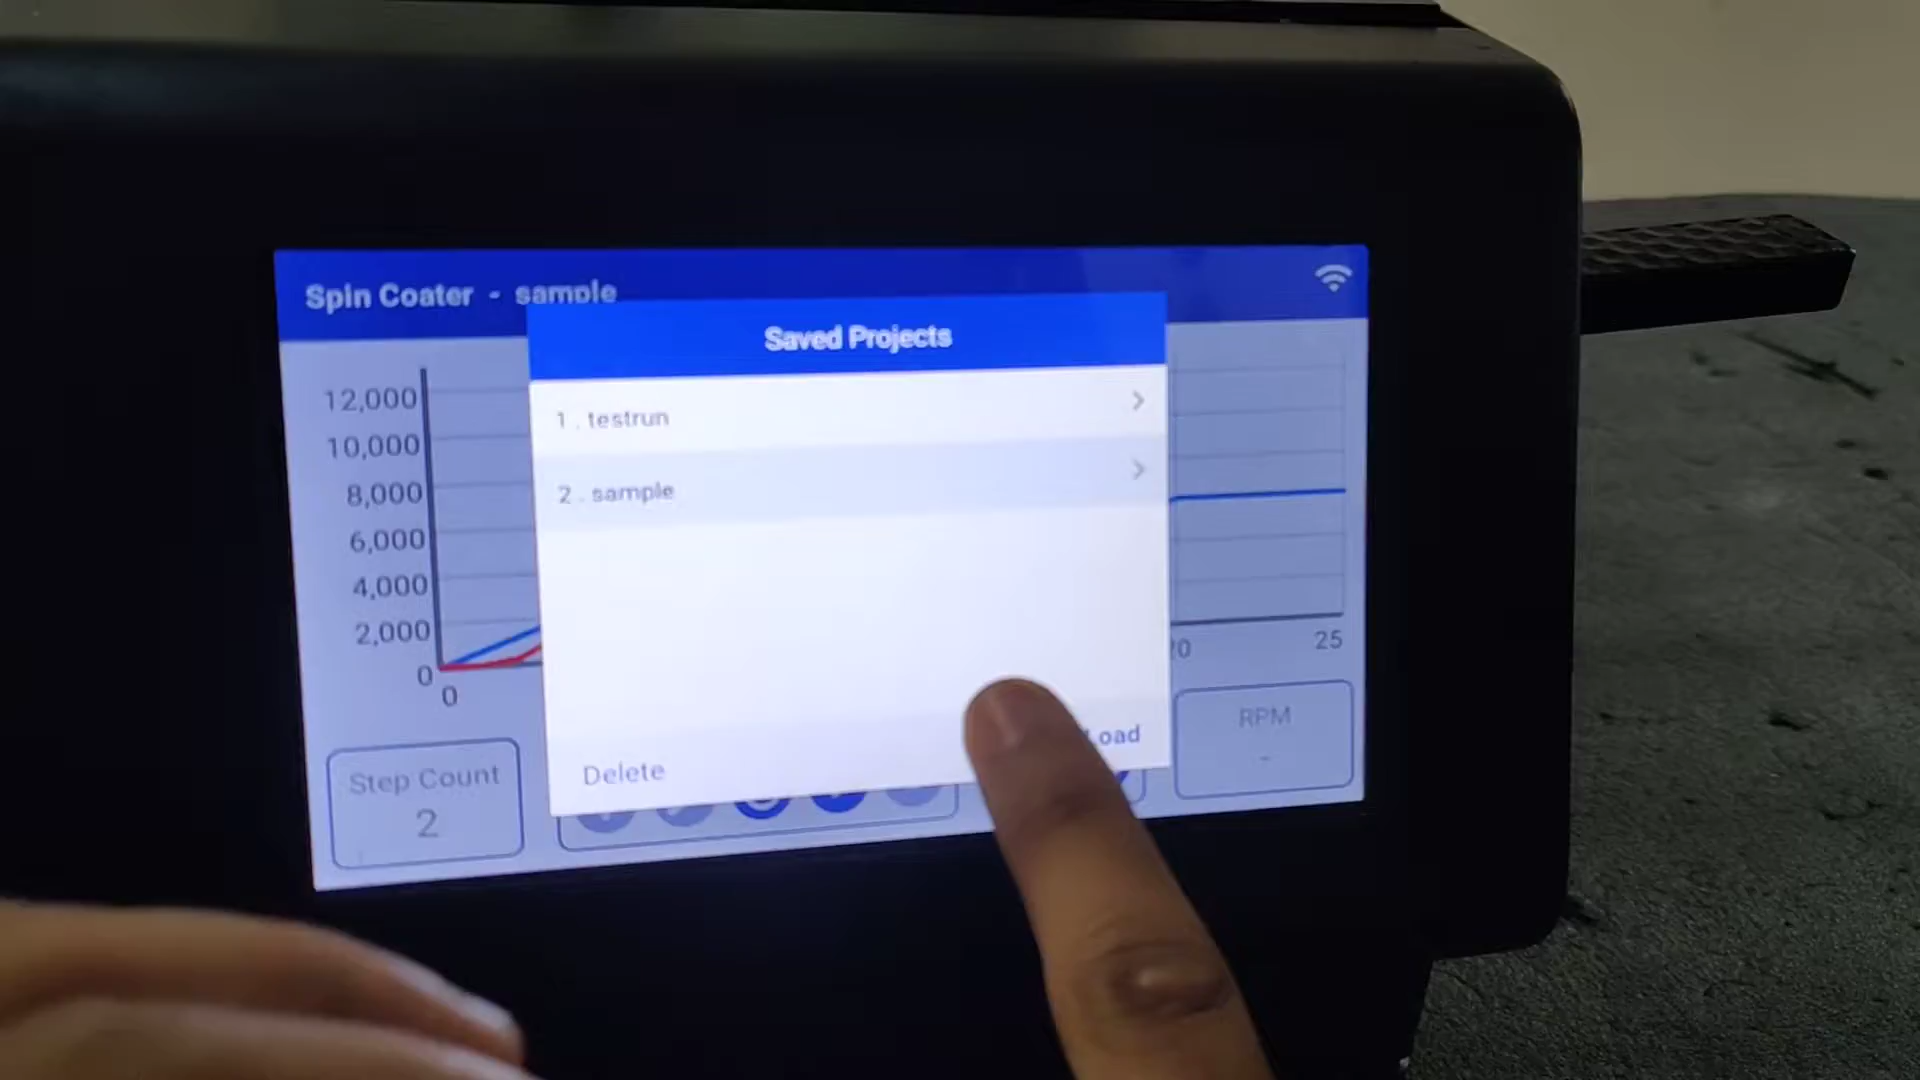 Spin Coater - sample
Saved Projects
1 . testrun
2 . sample
12,000
10,000
8,000
6,000
4,000
2,000
0
0
25
Delete
Step Count
2
RPM
-